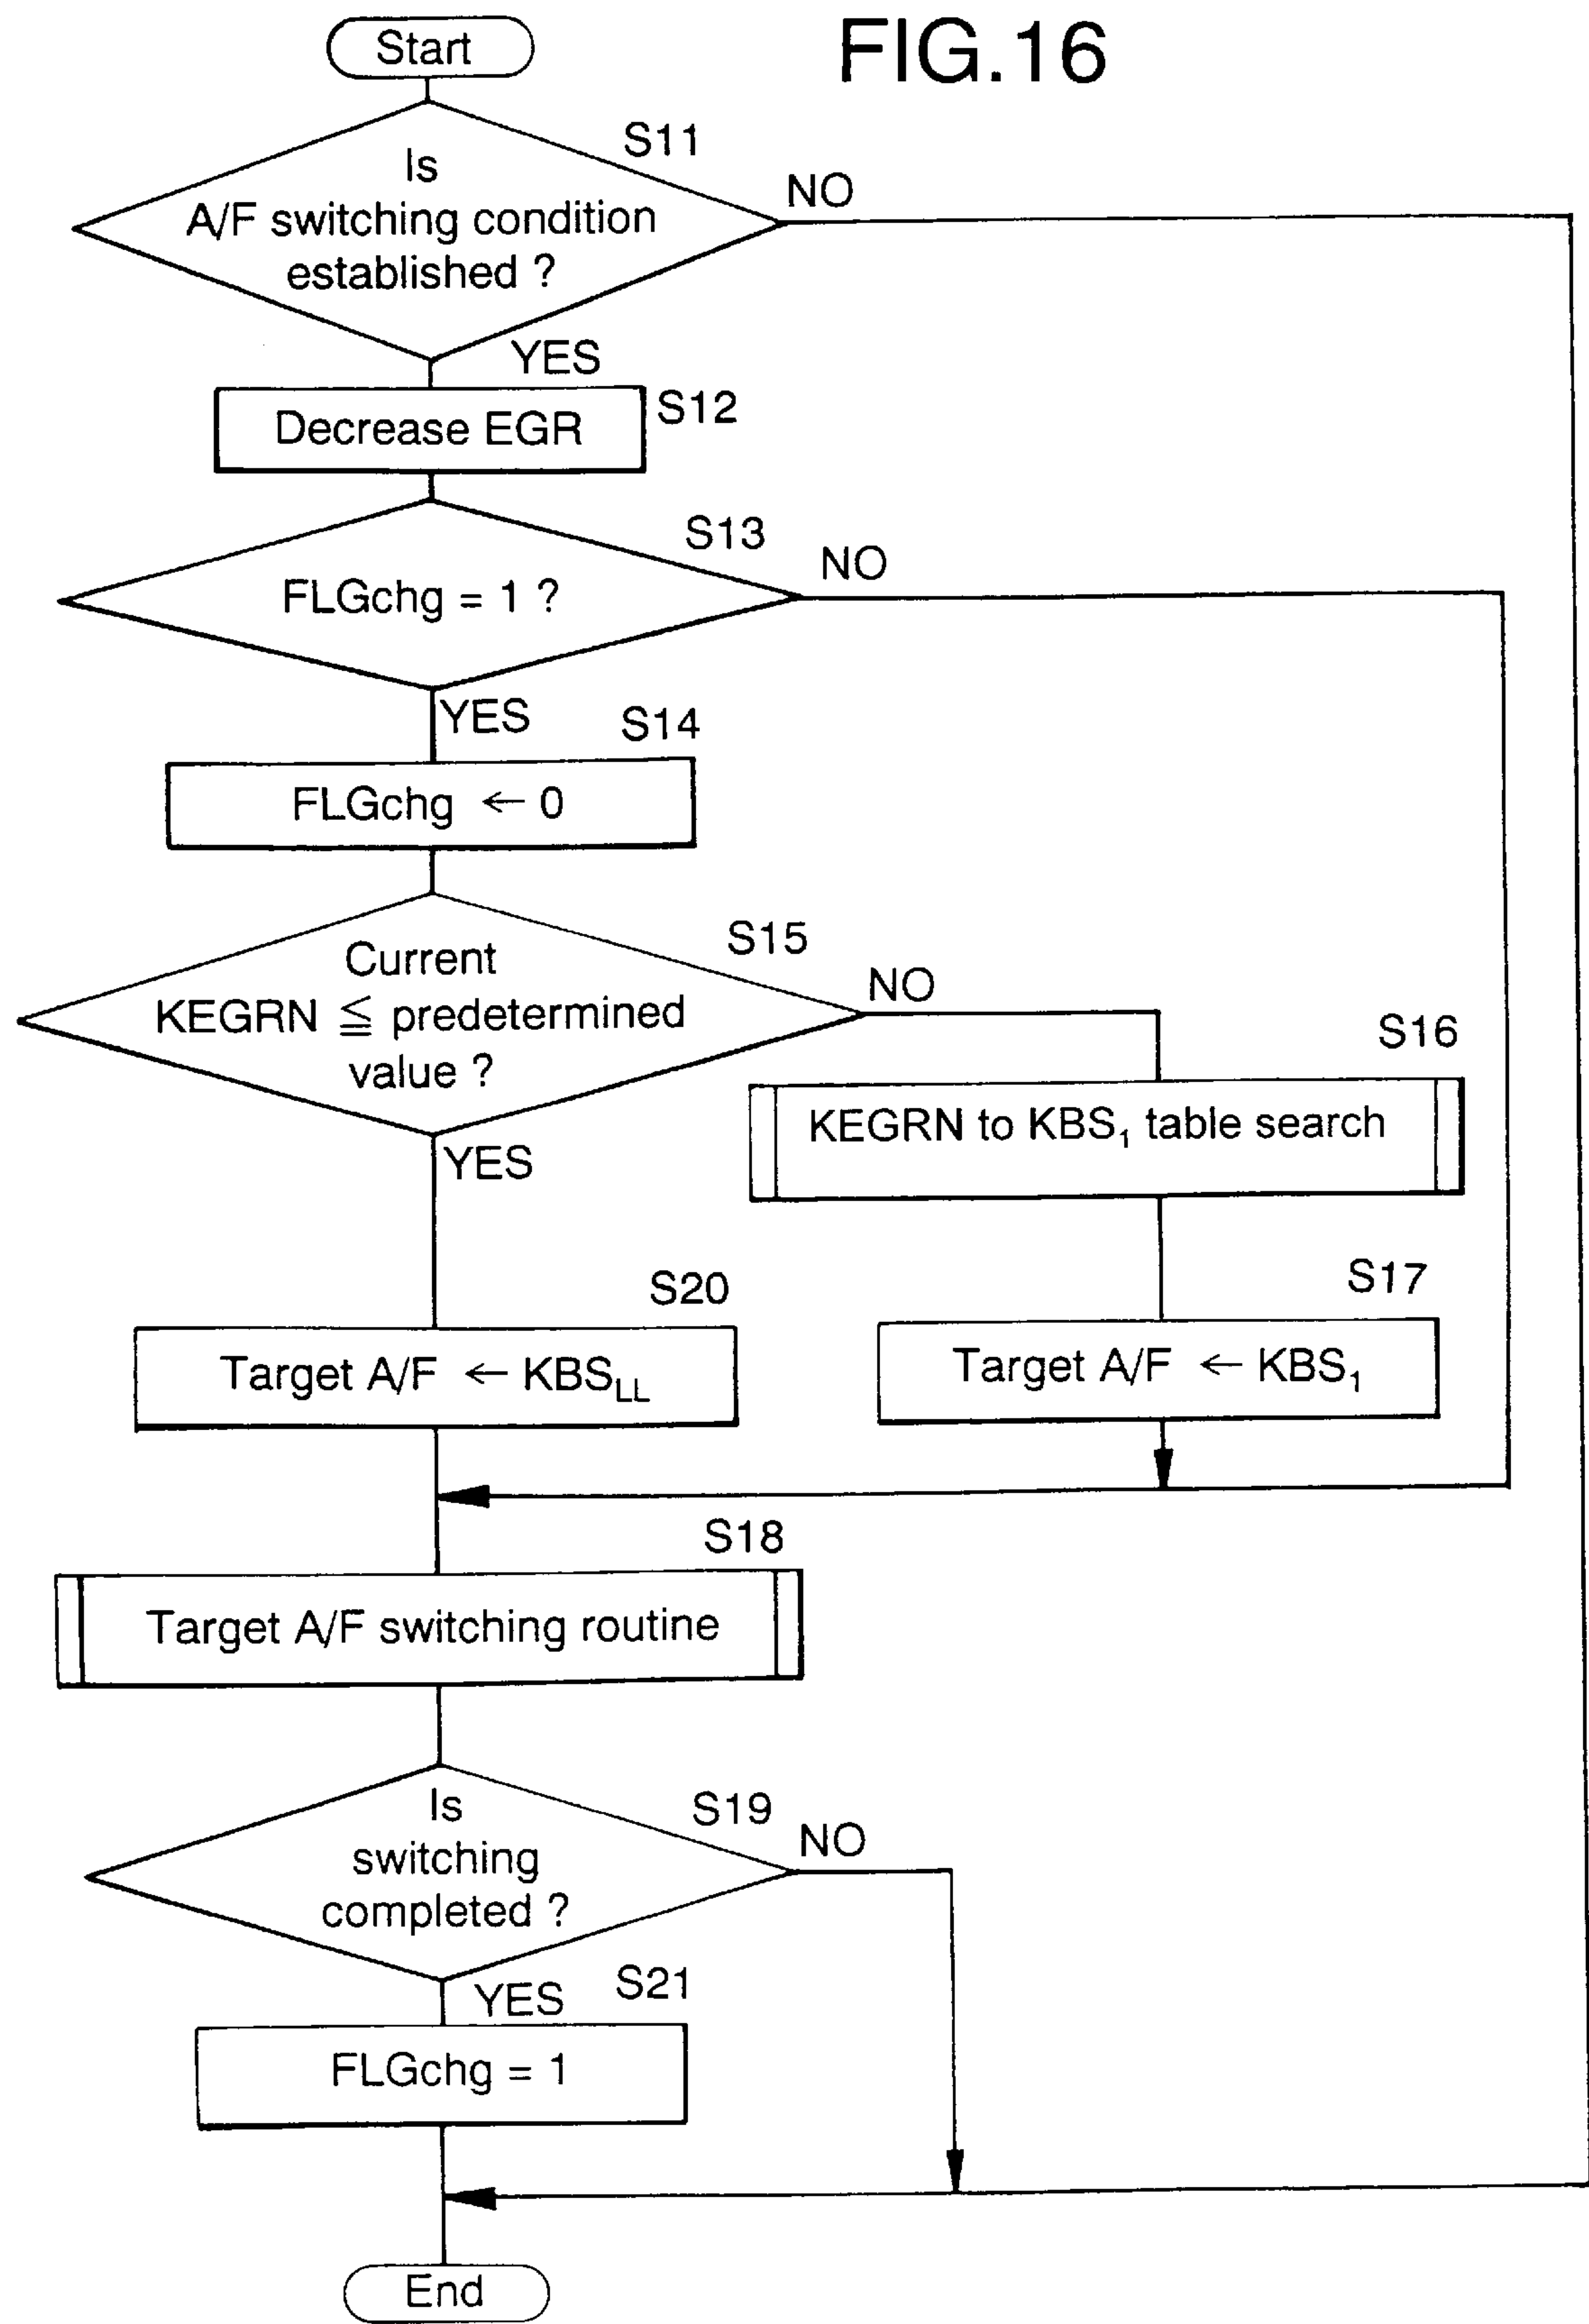 FIG.16
Start
S11
Is
A/F switching condition
established ?
NO
YES
S12
Decrease EGR
S13
FLGchg = 1 ?
NO
YES
S14
FLGchg ← 0
S15
Current
KEGRN ≦ predetermined
value ?
NO
YES
S16
KEGRN to KBS₁ table search
S17
Target A/F ← KBS₁
S20
Target A/F ← KBS_LL
S18
Target A/F switching routine
S19
Is
switching
completed ?
NO
YES
S21
FLGchg = 1
End